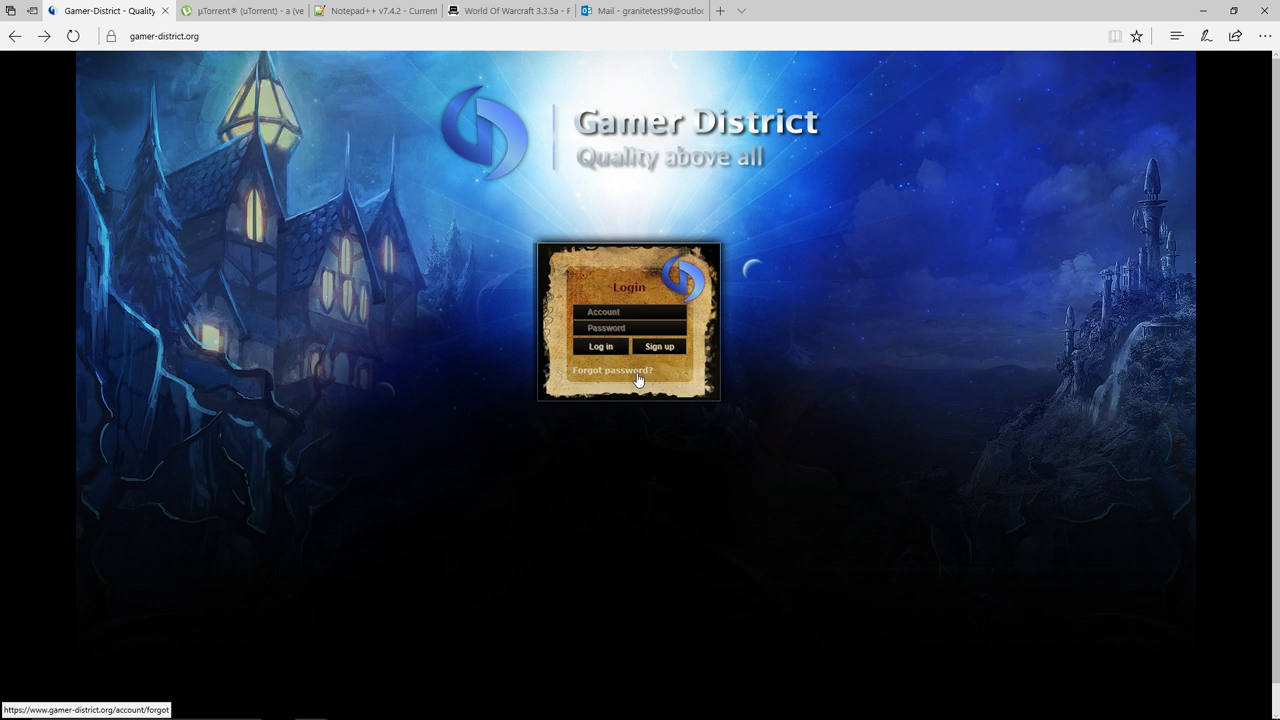 Gamer-District - Quality
µTorrent® (uTorrent) - a (ve
Notepad++ v7.4.2 - Current
World Of Warcraft 3.3.5a - F
Mail - granitetest99@outloo
gamer-district.org
Gamer District
Quality above all
Login
Account
Password
Log in Sign up
Forgot password?
https://www.gamer-district.org/account/forgot